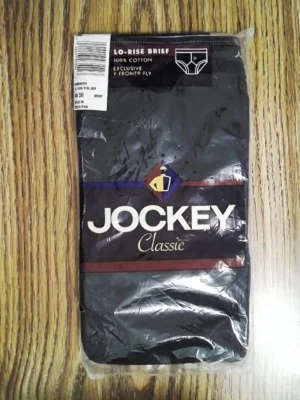 LO-RISE BRIEF
100% COTTON
EXCLUSIVE
Y FRONT® FLY
JOCKEY
Classic